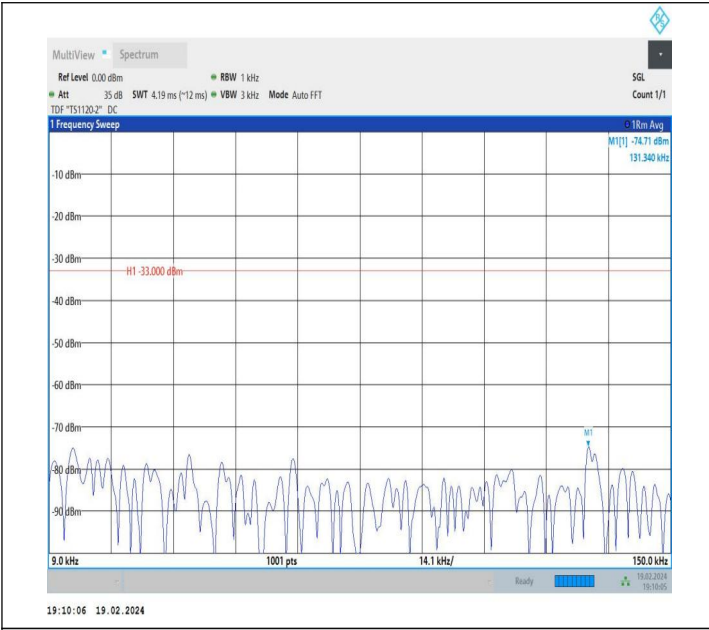 R&S
MultiView Spectrum
Ref Level 0.00 dBm RBW 1 kHz SGL
Att 35 dB SWT 4.19 ms (~12 ms) VBW 3 kHz Mode Auto FFT Count 1/1
TDF "TS1120-2" DC
1 Frequency Sweep 1Rm Avg
M1[1] -74.71 dBm
131.340 kHz
-10 dBm
-20 dBm
-30 dBm
H1 -33.000 dBm
-40 dBm
-50 dBm
-60 dBm
-70 dBm
M1
-80 dBm
-90 dBm
9.0 kHz 1001 pts 14.1 kHz/ 150.0 kHz
Ready 19.02.2024
19:10:05
19:10:06 19.02.2024